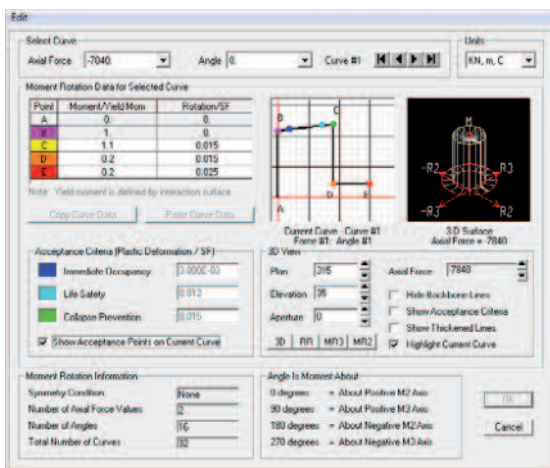 Edit
Select Curve
Axial Force -7840. Angle 0. Curve #1
Units
KN, m, C
Moment Rotation Data for Selected Curve
Point Moment/Yield Mom Rotation/SF
A 0. 0.
B 1. 0.
C 1.1 0.015
D 0.2 0.015
E 0.2 0.025
Note: Yield moment is defined by interaction surface
Copy Curve Data Paste Curve Data
A B C D E
Current Curve - Curve #1
Force #1; Angle #1
-R2 R3
-R3 R2
3-D Surface
Axial Force = -7840
Acceptance Criteria (Plastic Deformation / SF)
Immediate Occupancy 3.000E-03
Life Safety 0.012
Collapse Prevention 0.015
Show Acceptance Points on Current Curve
3D View
Plan 315
Elevation 35
Aperture 0
3D RR MR3 MR2
Axial Force -7840
Hide Backbone Lines
Show Acceptance Criteria
Show Thickened Lines
Highlight Current Curve
Moment Rotation Information
Symmetry Condition None
Number of Axial Force Values 2
Number of Angles 16
Total Number of Curves 32
Angle Is Moment About
0 degrees = About Positive M2 Axis
90 degrees = About Positive M3 Axis
180 degrees = About Negative M2 Axis
270 degrees = About Negative M3 Axis
OK
Cancel